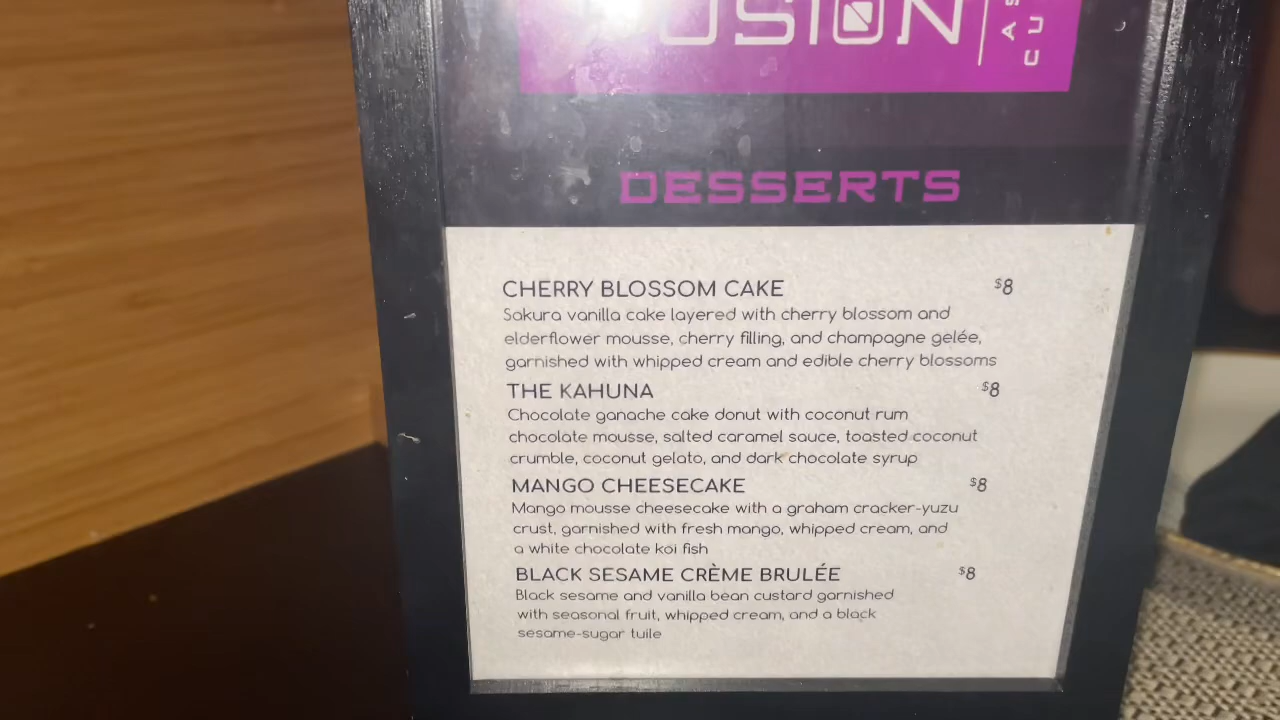 DESSERTS
CHERRY BLOSSOM CAKE $8
Sakura vanilla cake layered with cherry blossom and
elderflower mousse, cherry filling, and champagne gelée,
garnished with whipped cream and edible cherry blossoms
THE KAHUNA $8
Chocolate ganache cake donut with coconut rum
chocolate mousse, salted caramel sauce, toasted coconut
crumble, coconut gelato, and dark chocolate syrup
MANGO CHEESECAKE $8
Mango mousse cheesecake with a graham cracker-yuzu
crust, garnished with fresh mango, whipped cream, and
a white chocolate koi fish
BLACK SESAME CRÈME BRULÉE $8
Black sesame and vanilla bean custard garnished
with seasonal fruit, whipped cream, and a black
sesame-sugar tuile